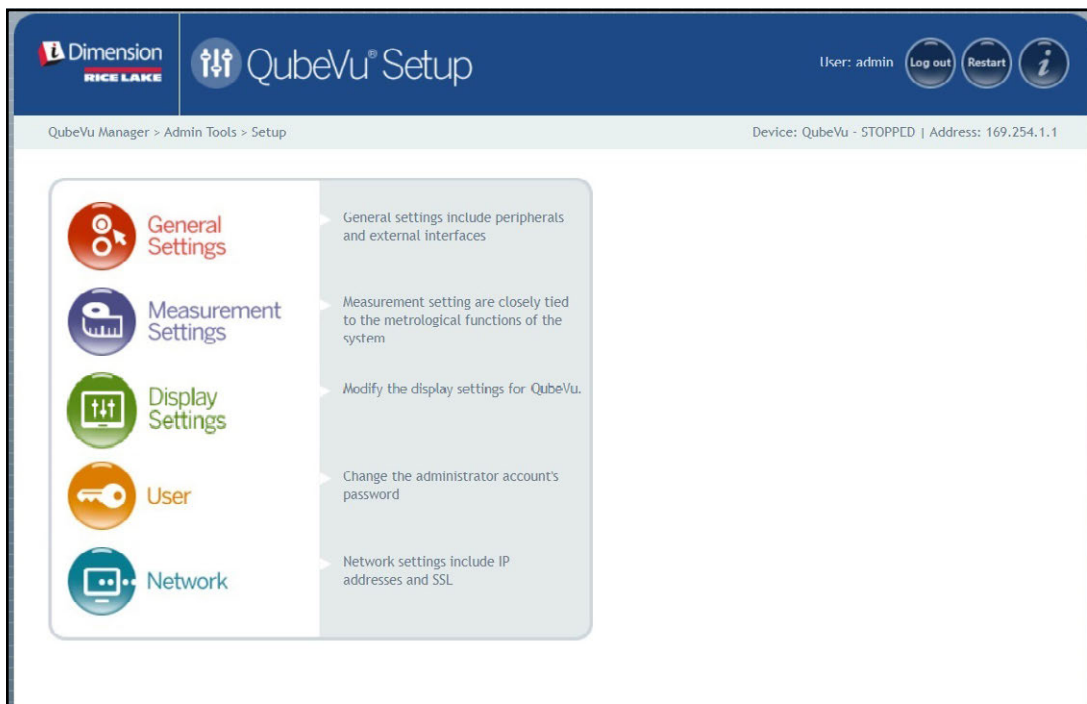 i Dimension
RICE LAKE
QubeVu® Setup
User: admin
Log out
Restart
i
QubeVu Manager > Admin Tools > Setup
Device: QubeVu - STOPPED | Address: 169.254.1.1
General
Settings
General settings include peripherals
and external interfaces
Measurement
Settings
Measurement setting are closely tied
to the metrological functions of the
system
Display
Settings
Modify the display settings for QubeVu.
User
Change the administrator account's
password
Network
Network settings include IP
addresses and SSL